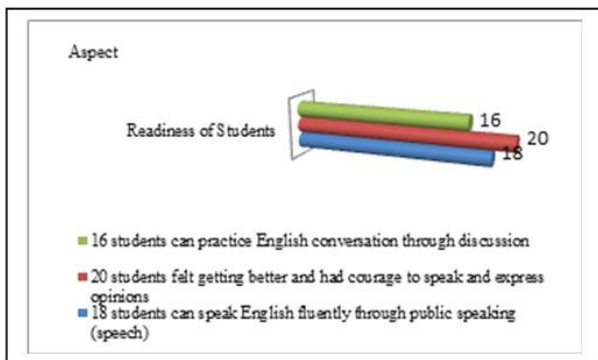 Aspect
16
Readiness of Students
20
18
16 students can practice English conversation through discussion
20 students felt getting better and had courage to speak and express
opinions
18 students can speak English fluently through public speaking
(speech)